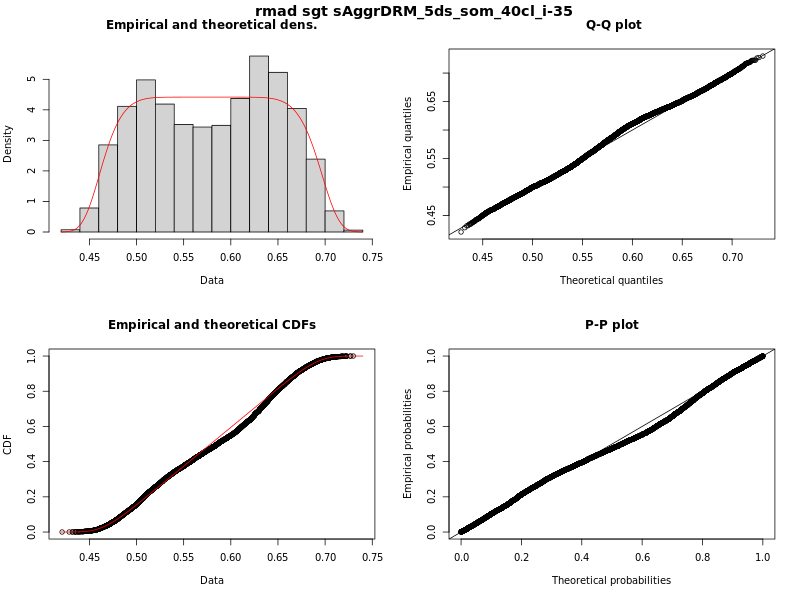 rmad sgt sAggrDRM_5ds_som_40cl_i-35
Empirical and theoretical dens.
Density
0 1 2 3 4 5
0.45 0.50 0.55 0.60 0.65 0.70 0.75
Data
Q-Q plot
Empirical quantiles
0.45 0.55 0.65
0.45 0.50 0.55 0.60 0.65 0.70
Theoretical quantiles
Empirical and theoretical CDFs
CDF
0.0 0.2 0.4 0.6 0.8 1.0
0.45 0.50 0.55 0.60 0.65 0.70 0.75
Data
P-P plot
Empirical probabilities
0.0 0.2 0.4 0.6 0.8 1.0
0.0 0.2 0.4 0.6 0.8 1.0
Theoretical probabilities